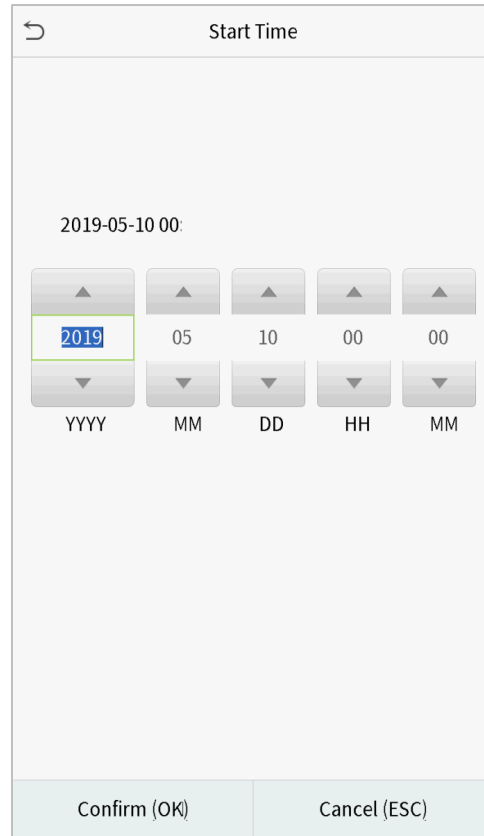 Start Time
2019-05-10 00:
2019 05 10 00 00
YYYY MM DD HH MM
Confirm (OK) Cancel (ESC)